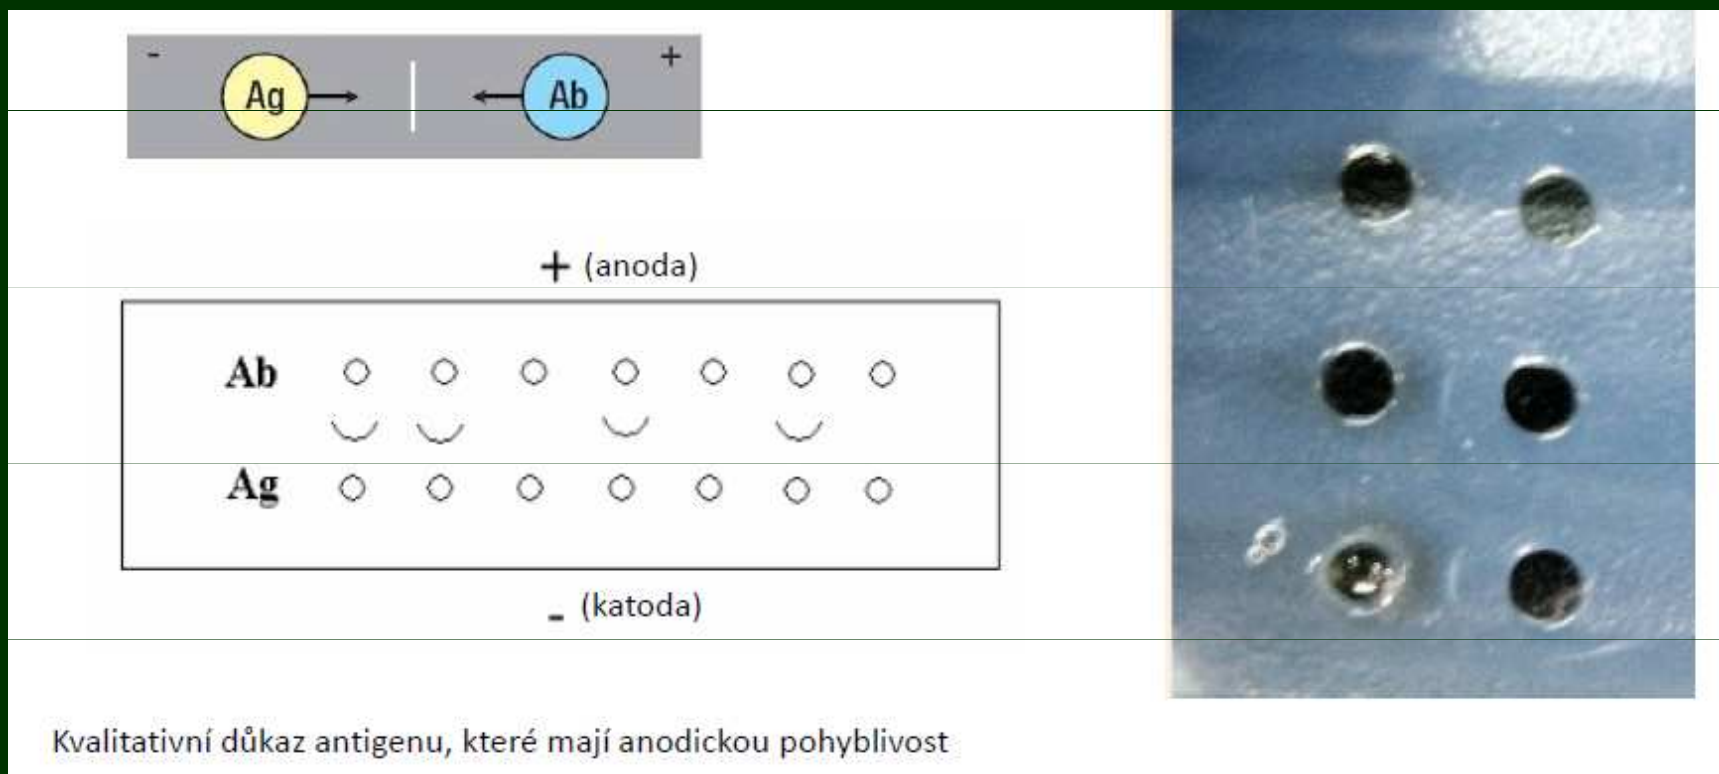 - +
Ag Ab
+ (anoda)
Ab
Ag
- (katoda)
Kvalitativní důkaz antigenu, které mají anodickou pohyblivost